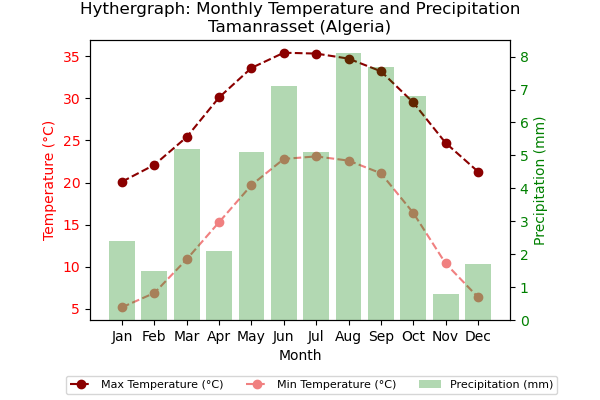 Hythergraph: Monthly Temperature and Precipitation
Tamanrasset (Algeria)
Temperature (°C)
35
30
25
20
15
10
5
8
7
6
5
4
3
2
1
0
Precipitation (mm)
Jan Feb Mar Apr May Jun Jul Aug Sep Oct Nov Dec
Month
Max Temperature (°C) Min Temperature (°C) Precipitation (mm)